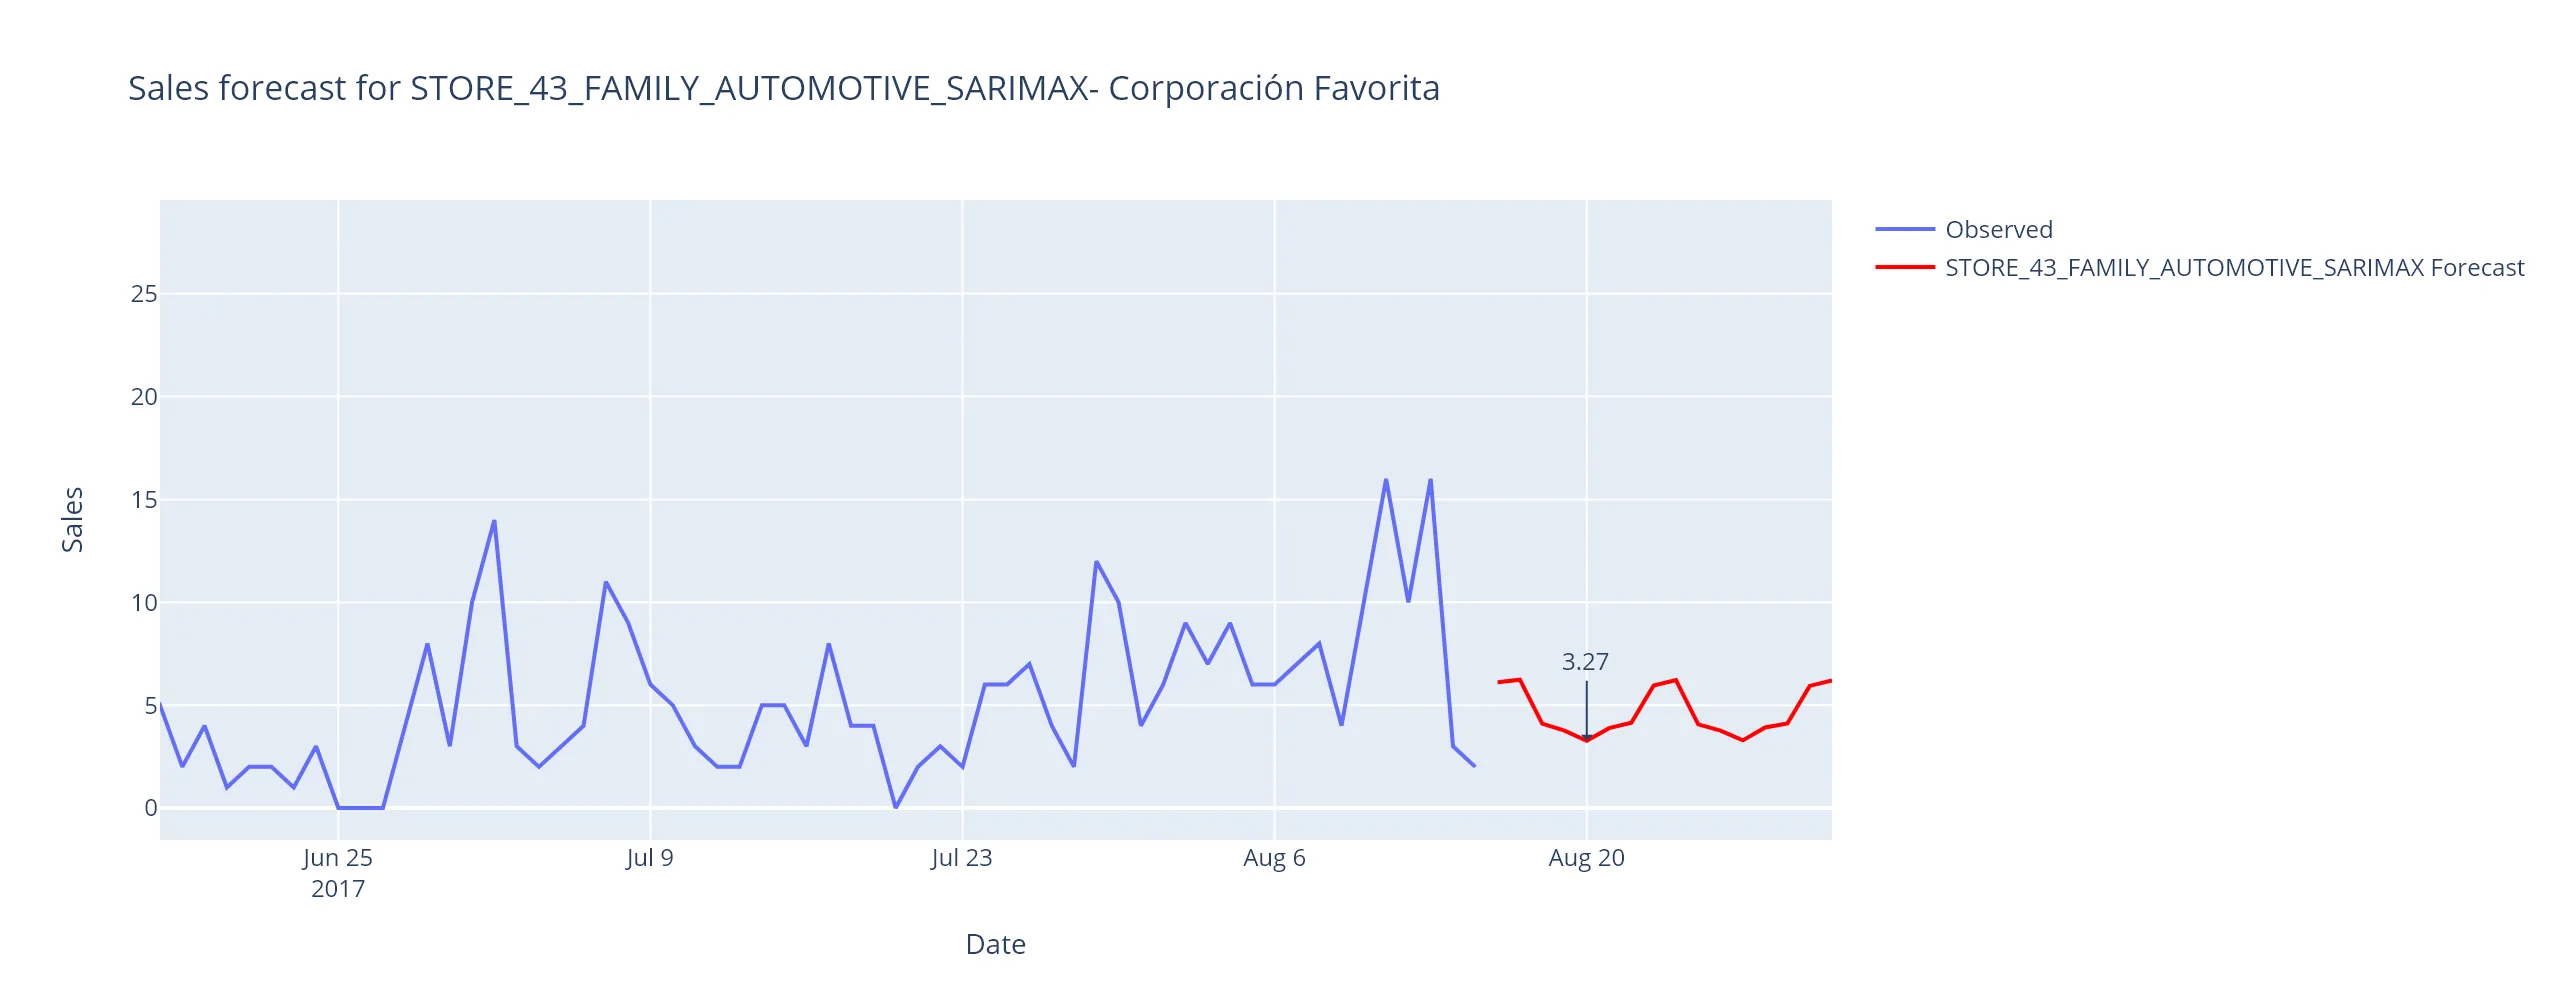 Sales forecast for STORE_43_FAMILY_AUTOMOTIVE_SARIMAX- Corporación Favorita
Observed
STORE_43_FAMILY_AUTOMOTIVE_SARIMAX Forecast
25
20
15
10
5
0
Sales
3.27
Jun 25
2017
Jul 9
Jul 23
Aug 6
Aug 20
Date